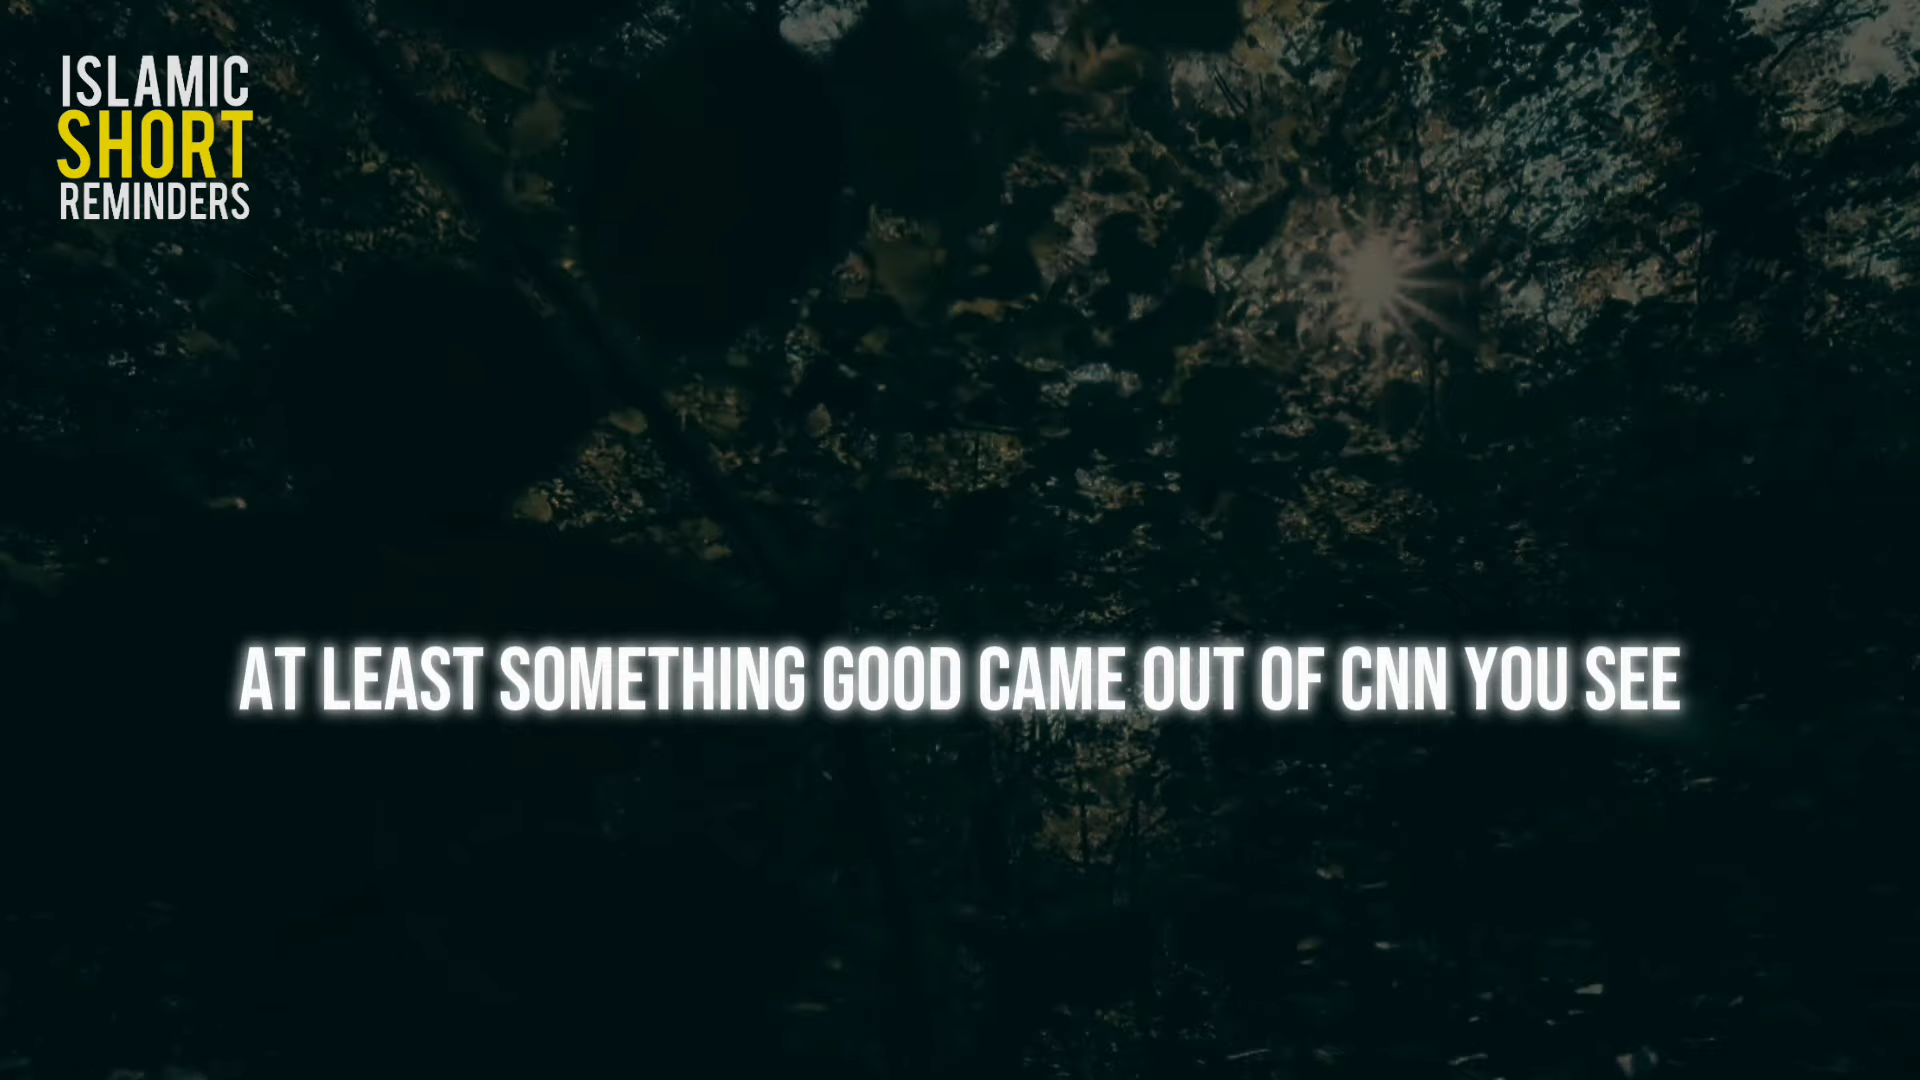 ISLAMIC
SHORT
REMINDERS
AT LEAST SOMETHING GOOD CAME OUT OF CNN YOU SEE